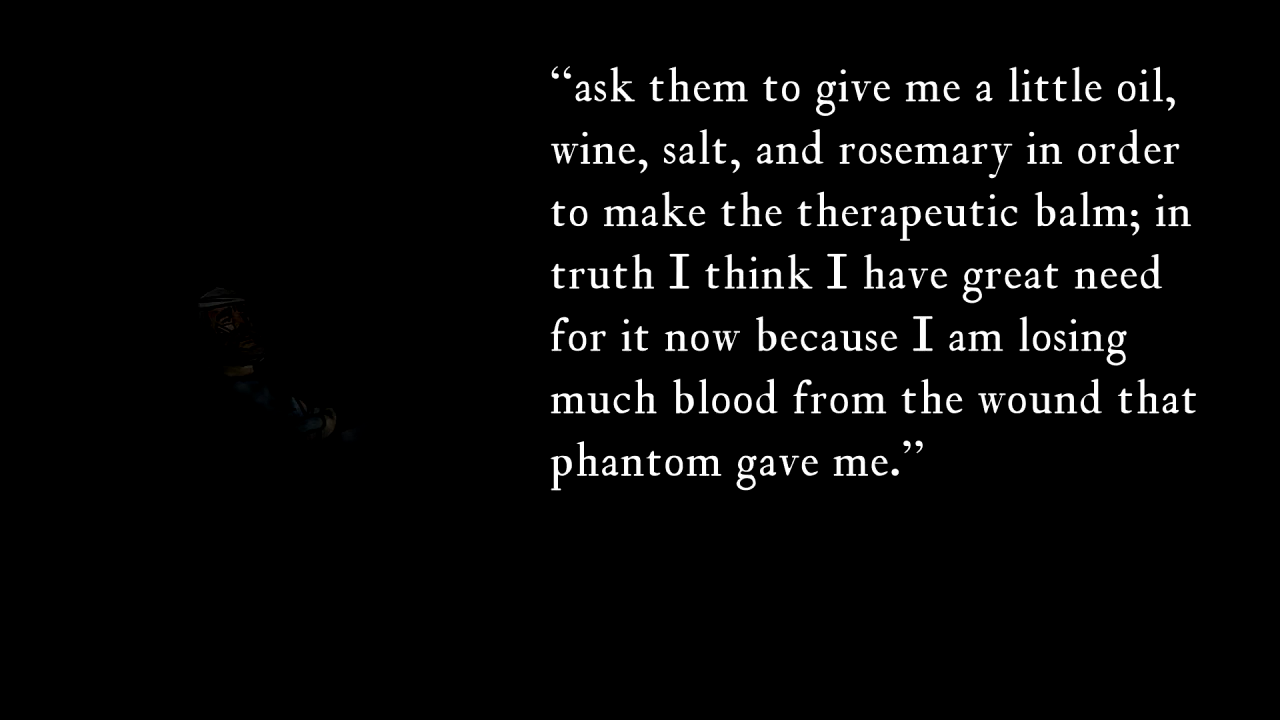 “ask them to give me a little oil,
wine, salt, and rosemary in order
to make the therapeutic balm; in
truth I think I have great need
for it now because I am losing
much blood from the wound that
phantom gave me.”